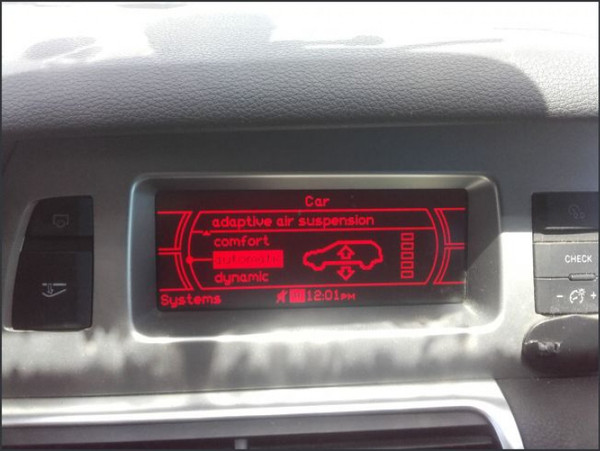 Car
adaptive air suspension
comfort
automatic
dynamic
Systems
12:01PM
CHECK
- +